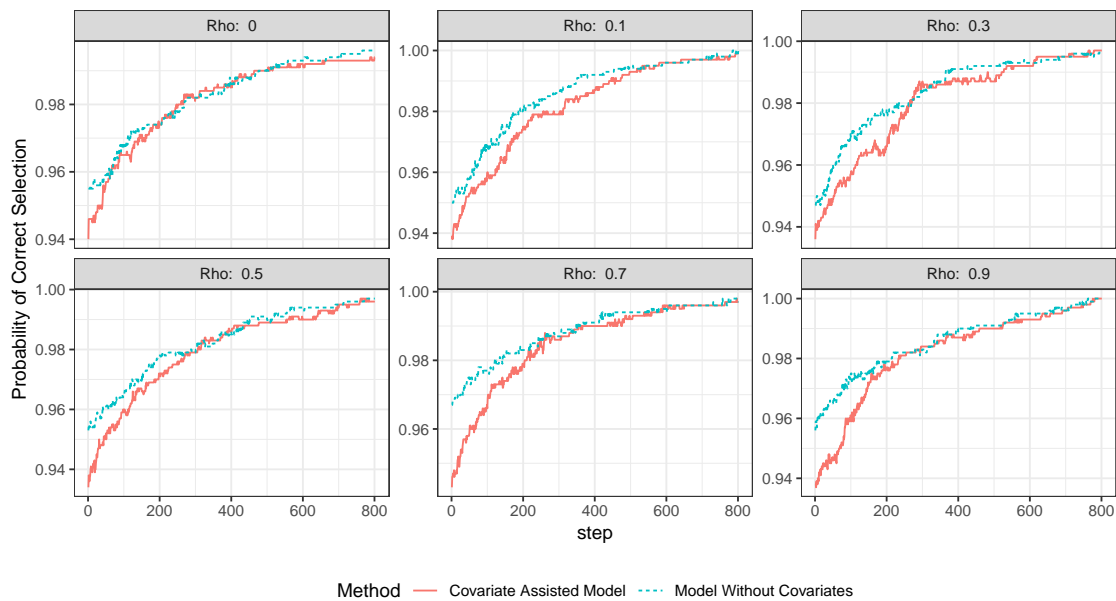 Rho:  0
Rho:  0.1
Rho:  0.3
0.98
0.96
0.94
1.00
0.98
0.96
0.94
1.00
0.98
0.96
0.94
Probability of Correct Selection
Rho:  0.5
Rho:  0.7
Rho:  0.9
1.00
0.98
0.96
0.94
1.00
0.98
0.96
1.00
0.98
0.96
0.94
0 200 400 600 800
0 200 400 600 800
0 200 400 600 800
step
Method Covariate Assisted Model Model Without Covariates